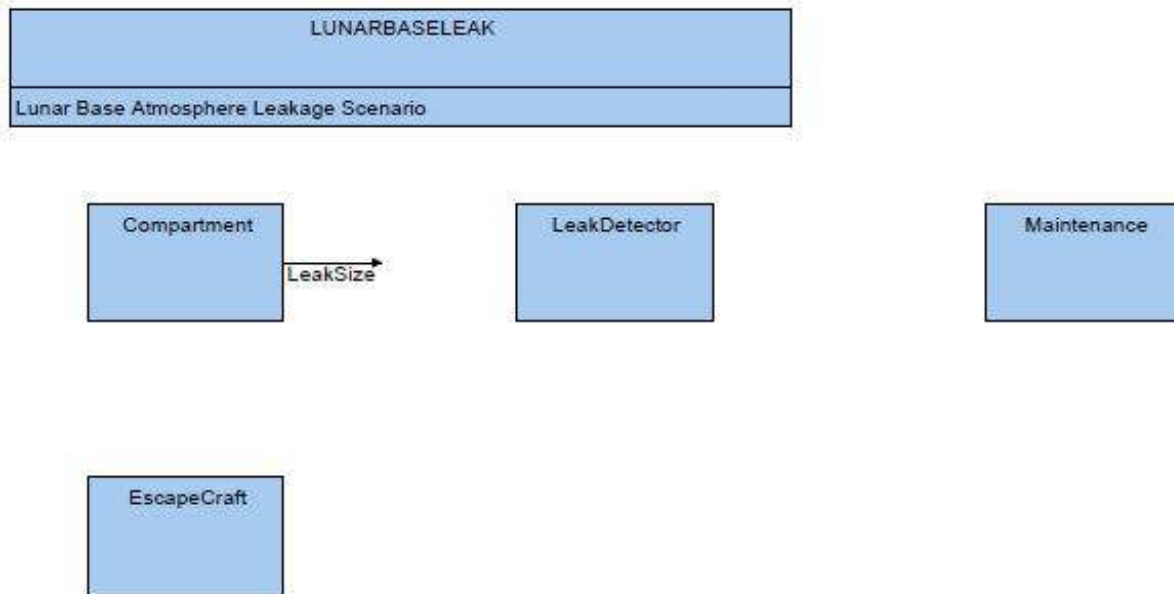 LUNARBASELEAK
Lunar Base Atmosphere Leakage Scenario
Compartment
LeakSize
LeakDetector
Maintenance
EscapeCraft